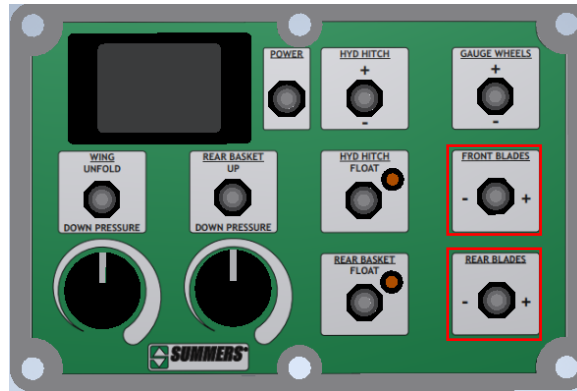 POWER
HYD HITCH
+
-
GAUGE WHEELS
+
-
WING
UNFOLD
DOWN PRESSURE
REAR BASKET
UP
DOWN PRESSURE
HYD HITCH
FLOAT
FRONT BLADES
- +
REAR BASKET
FLOAT
REAR BLADES
- +
SUMMERS